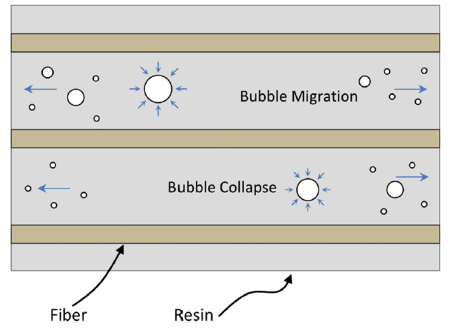 Bubble Migration
Bubble Collapse
Fiber
Resin